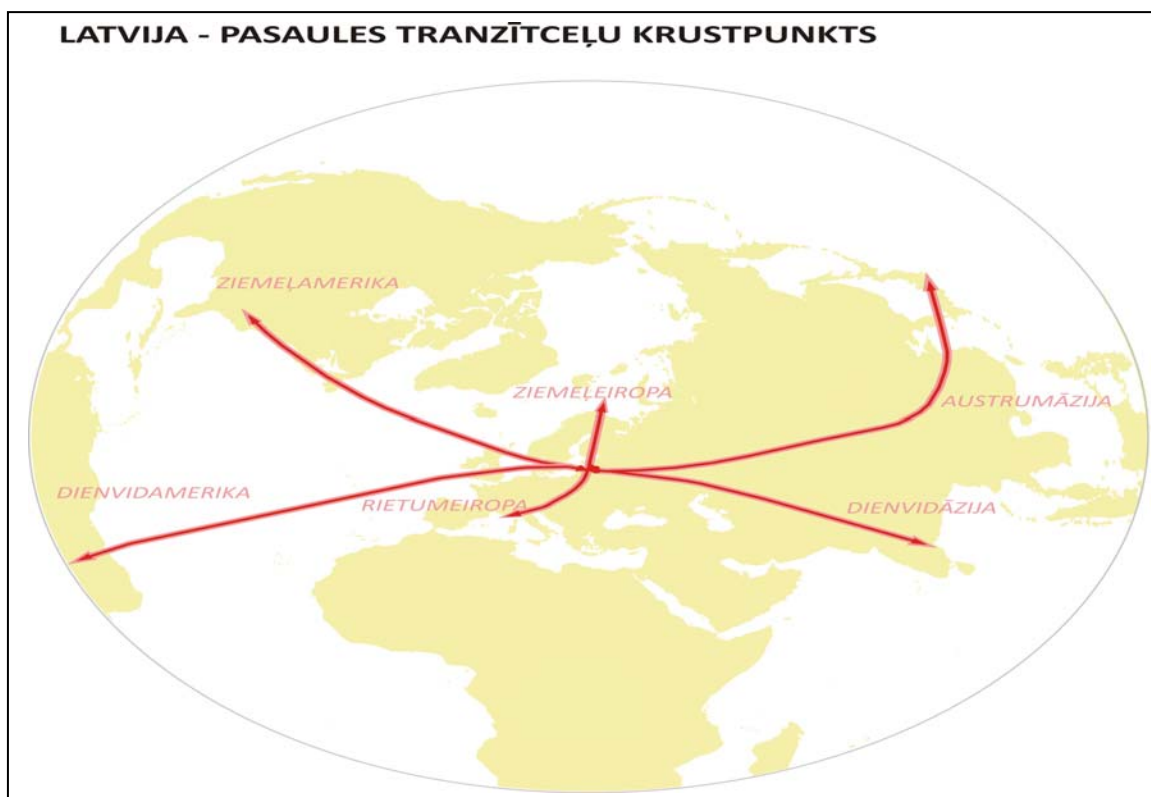 LATVIJA - PASAULES TRANZĪTCEĻU KRUSTPUNKTS
ZIEMEĻAMERIKA
ZIEMEĻEIROPA
AUSTRUMĀZIJA
DIENVIDAMERIKA
RIETUMEIROPA
DIENVIDĀZIJA